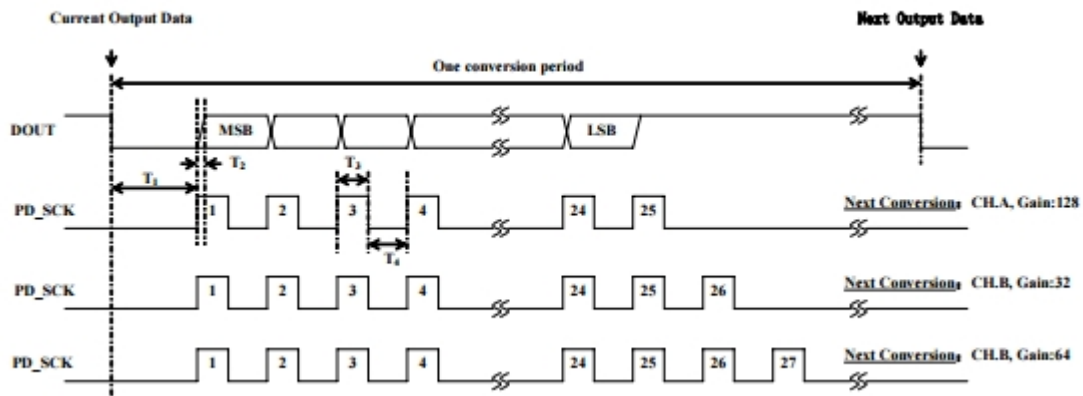 Current Output Data
Next Output Data
One conversion period
DOUT
MSB
LSB
T₂
T₃
T₁
PD_SCK
1 2 3 4 24 25
Next Conversion: CH.A, Gain:128
T₄
PD_SCK
1 2 3 4 24 25 26
Next Conversion: CH.B, Gain:32
PD_SCK
1 2 3 4 24 25 26 27
Next Conversion: CH.B, Gain:64